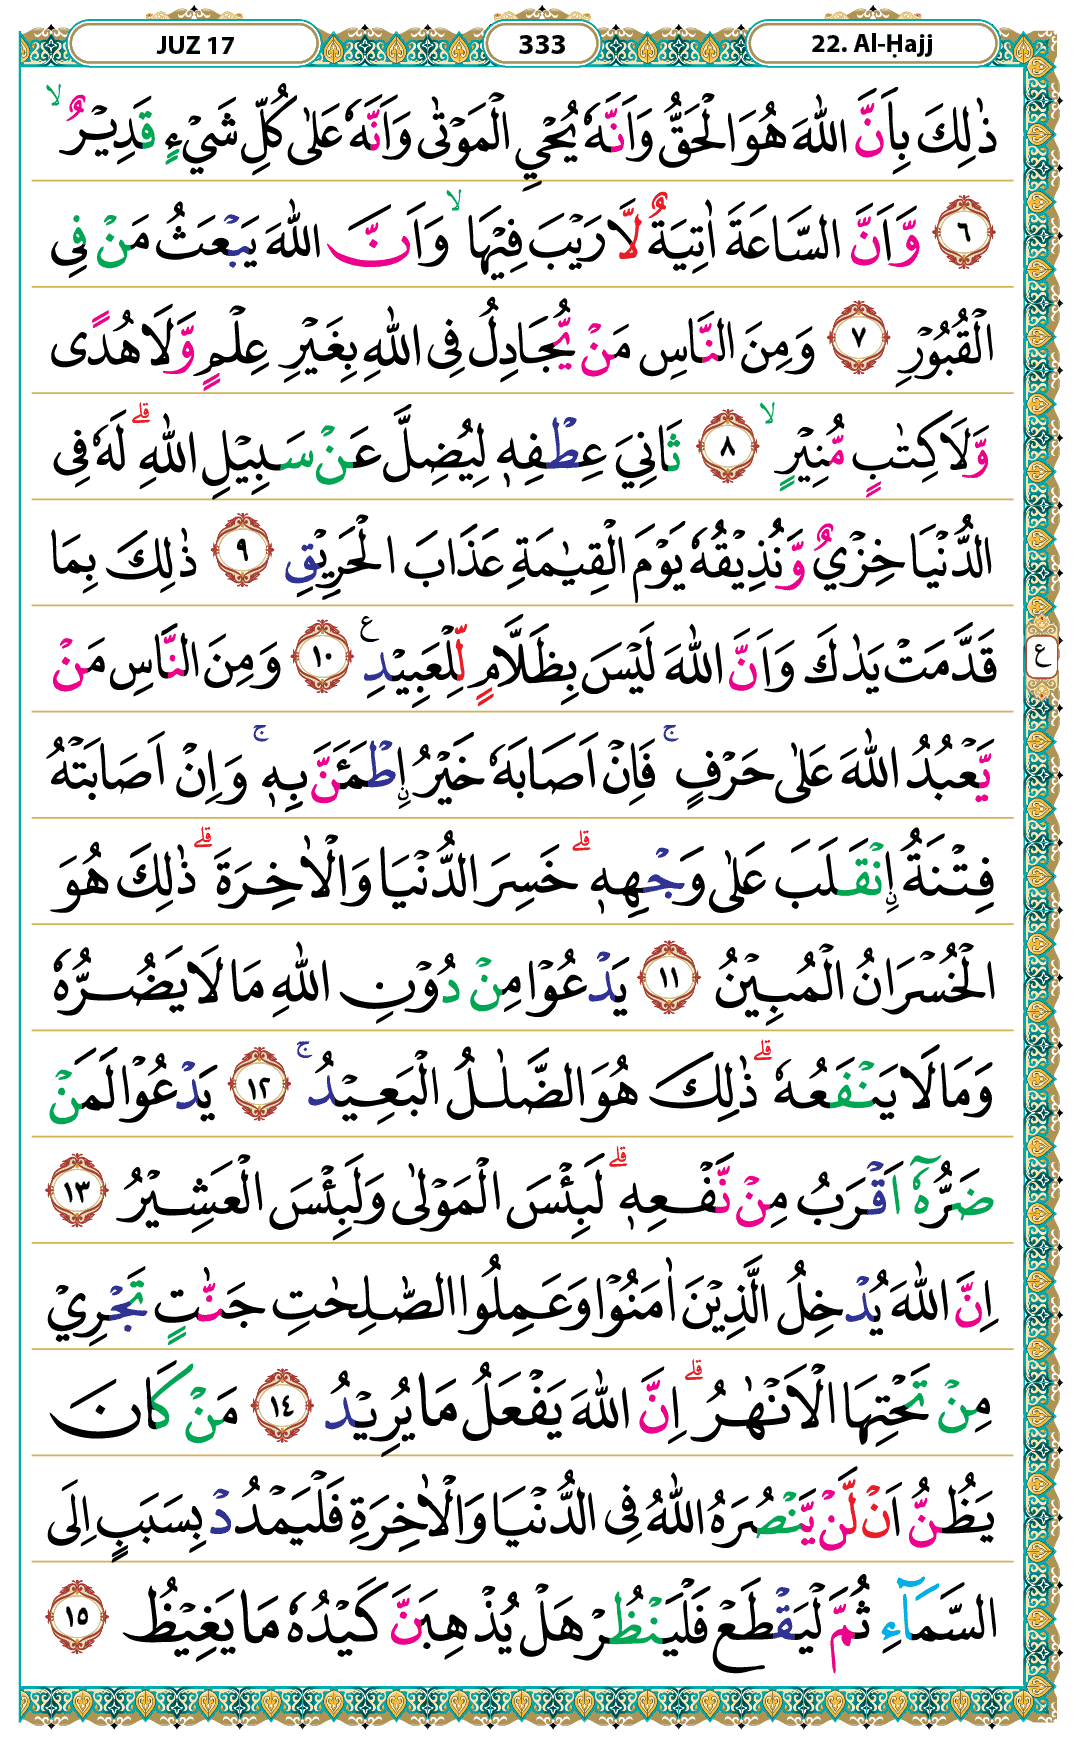 JUZ 17 333 22. Al-Ḥajj
ذٰلِكَ بِاَنَّ اللّٰهَ هُوَ الْحَقُّ وَاَنَّهٗ يُحْيِ الْمَوْتٰى وَاَنَّهٗ عَلٰى كُلِّ شَيْءٍ قَدِيْرٌ ۙ
٦ وَّاَنَّ السَّاعَةَ اٰتِيَةٌ لَّا رَيْبَ فِيْهَا ۙ وَاَنَّ اللّٰهَ يَبْعَثُ مَنْ فِى
الْقُبُوْرِ ٧ وَمِنَ النَّاسِ مَنْ يُّجَادِلُ فِى اللّٰهِ بِغَيْرِ عِلْمٍ وَّلَا هُدًى
وَّلَا كِتٰبٍ مُّنِيْرٍ ۙ ٨ ثَانِيَ عِطْفِهٖ لِيُضِلَّ عَنْ سَبِيْلِ اللّٰهِ ۗ لَهٗ فِى
الدُّنْيَا خِزْيٌ وَّنُذِيْقُهٗ يَوْمَ الْقِيٰمَةِ عَذَابَ الْحَرِيْقِ ٩ ذٰلِكَ بِمَا
قَدَّمَتْ يَدٰكَ وَاَنَّ اللّٰهَ لَيْسَ بِظَلَّامٍ لِّلْعَبِيْدِ ࣖ ١٠ وَمِنَ النَّاسِ مَنْ
ع
يَّعْبُدُ اللّٰهَ عَلٰى حَرْفٍ ۚ فَاِنْ اَصَابَهٗ خَيْرُ ۨاِطْمَئَنَّ بِهٖ ۚ وَاِنْ اَصَابَتْهُ
فِتْنَةُ ۨاِنْقَلَبَ عَلٰى وَجْهِهٖ ۗ خَسِرَ الدُّنْيَا وَالْاٰخِرَةَ ۗ ذٰلِكَ هُوَ
الْخُسْرَانُ الْمُبِيْنُ ١١ يَدْعُوْا مِنْ دُوْنِ اللّٰهِ مَا لَا يَضُرُّهٗ
وَمَا لَا يَنْفَعُهٗ ۗ ذٰلِكَ هُوَ الضَّلٰلُ الْبَعِيْدُ ۚ ١٢ يَدْعُوْا لَمَنْ
ضَرُّهٗٓ اَقْرَبُ مِنْ نَّفْعِهٖ ۗ لَبِئْسَ الْمَوْلٰى وَلَبِئْسَ الْعَشِيْرُ ١٣
اِنَّ اللّٰهَ يُدْخِلُ الَّذِيْنَ اٰمَنُوْا وَعَمِلُوا الصّٰلِحٰتِ جَنّٰتٍ تَجْرِيْ
مِنْ تَحْتِهَا الْاَنْهٰرُ ۗ اِنَّ اللّٰهَ يَفْعَلُ مَا يُرِيْدُ ١٤ مَنْ كَانَ
يَظُنُّ اَنْ لَّنْ يَّنْصُرَهُ اللّٰهُ فِى الدُّنْيَا وَالْاٰخِرَةِ فَلْيَمْدُدْ بِسَبَبٍ اِلَى
السَّمَاۤءِ ثُمَّ لْيَقْطَعْ فَلْيَنْظُرْ هَلْ يُذْهِبَنَّ كَيْدُهٗ مَا يَغِيْظُ ١٥